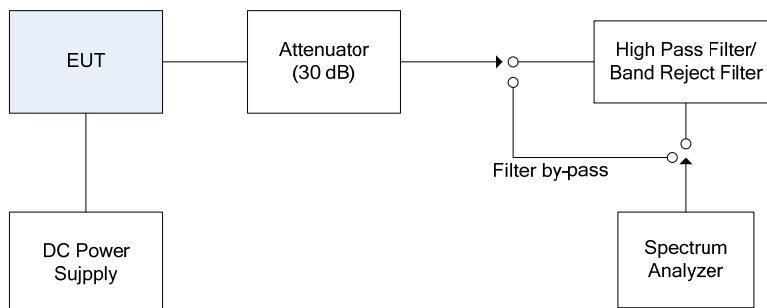 EUT
Attenuator
(30 dB)
High Pass Filter/
Band Reject Filter
Filter by-pass
DC Power
Sujpply
Spectrum
Analyzer